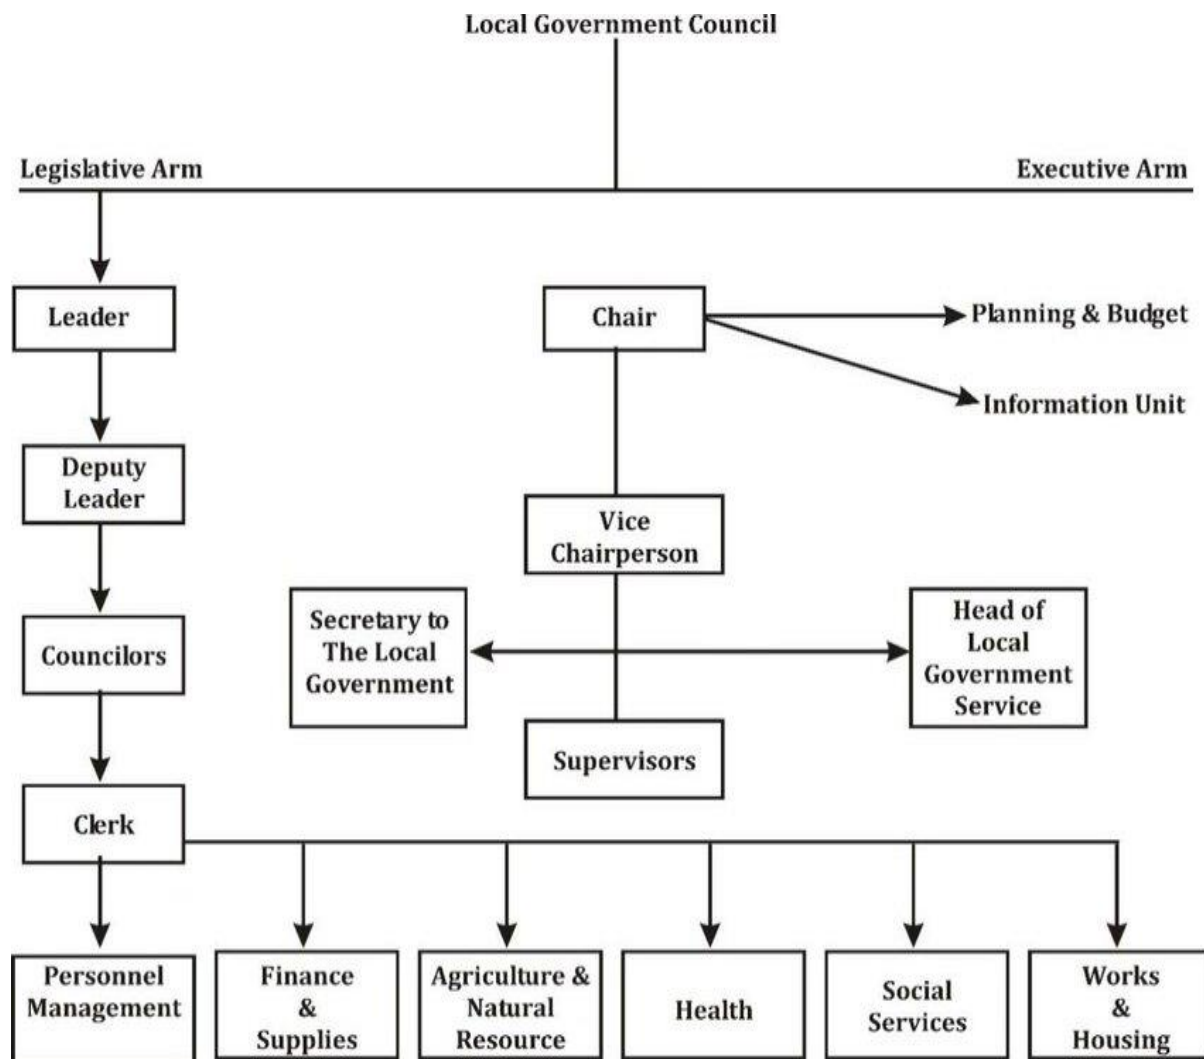 Local Government Council
Legislative Arm
Executive Arm
Leader
Chair
Planning & Budget
Information Unit
Deputy
Leader
Vice
Chairperson
Secretary to
The Local
Government
Head of
Local
Government
Service
Councilors
Supervisors
Clerk
Personnel
Management
Finance
&
Supplies
Agriculture &
Natural
Resource
Health
Social
Services
Works
&
Housing